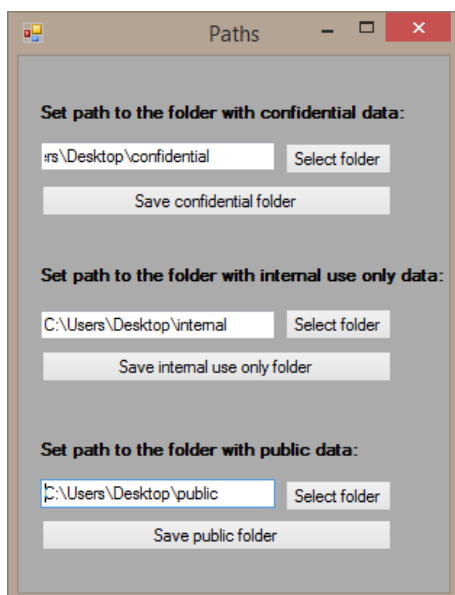 Paths
Set path to the folder with confidential data:
rs\Desktop\confidential Select folder
Save confidential folder
Set path to the folder with internal use only data:
C:\Users\Desktop\internal Select folder
Save internal use only folder
Set path to the folder with public data:
C:\Users\Desktop\public Select folder
Save public folder